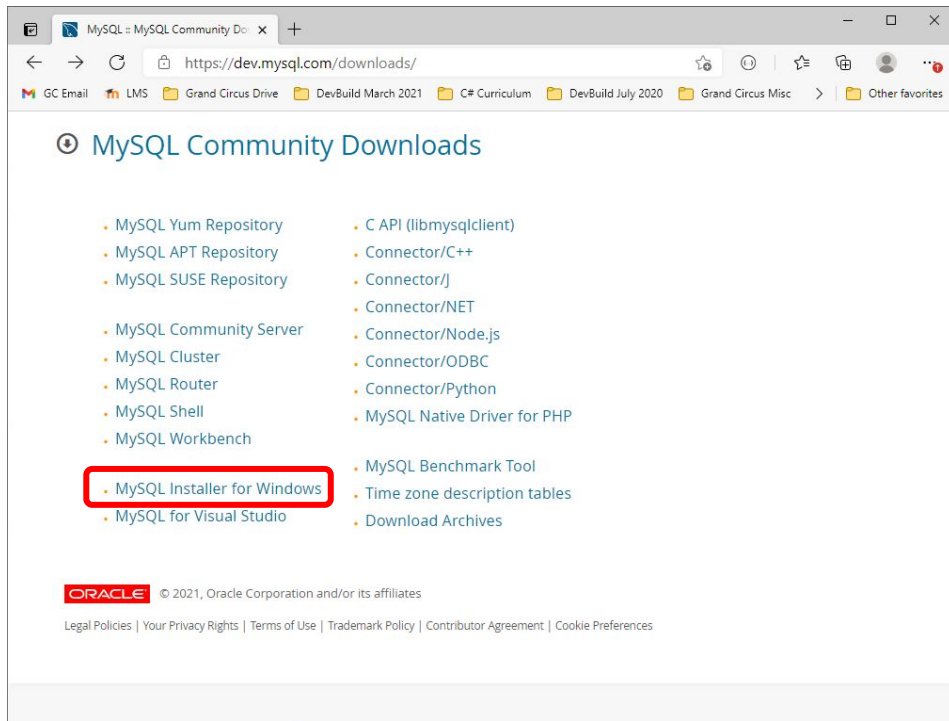 MySQL :: MySQL Community Do
https://dev.mysql.com/downloads/
GC Email LMS Grand Circus Drive DevBuild March 2021 C# Curriculum DevBuild July 2020 Grand Circus Misc Other favorites
MySQL Community Downloads
MySQL Yum Repository
MySQL APT Repository
MySQL SUSE Repository
MySQL Community Server
MySQL Cluster
MySQL Router
MySQL Shell
MySQL Workbench
MySQL Installer for Windows
MySQL for Visual Studio
C API (libmysqlclient)
Connector/C++
Connector/J
Connector/NET
Connector/Node.js
Connector/ODBC
Connector/Python
MySQL Native Driver for PHP
MySQL Benchmark Tool
Time zone description tables
Download Archives
ORACLE © 2021, Oracle Corporation and/or its affiliates
Legal Policies | Your Privacy Rights | Terms of Use | Trademark Policy | Contributor Agreement | Cookie Preferences